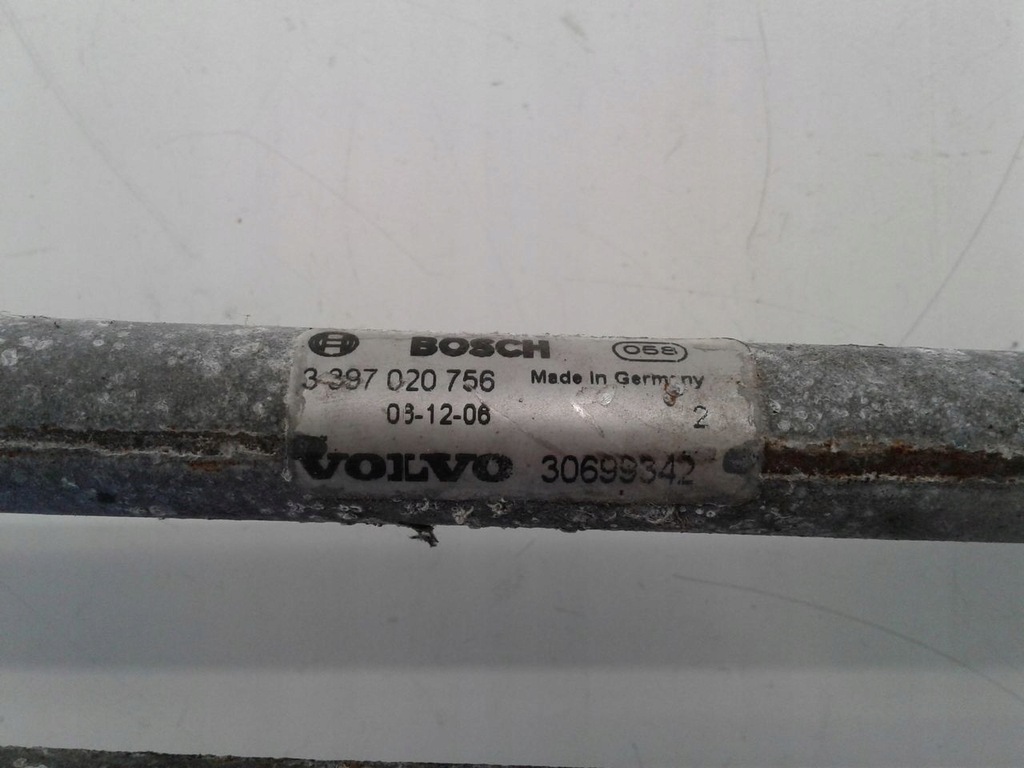 BOSCH 058
3 397 020 756 Made in Germany
06-12-06 2
VOLVO 30699342